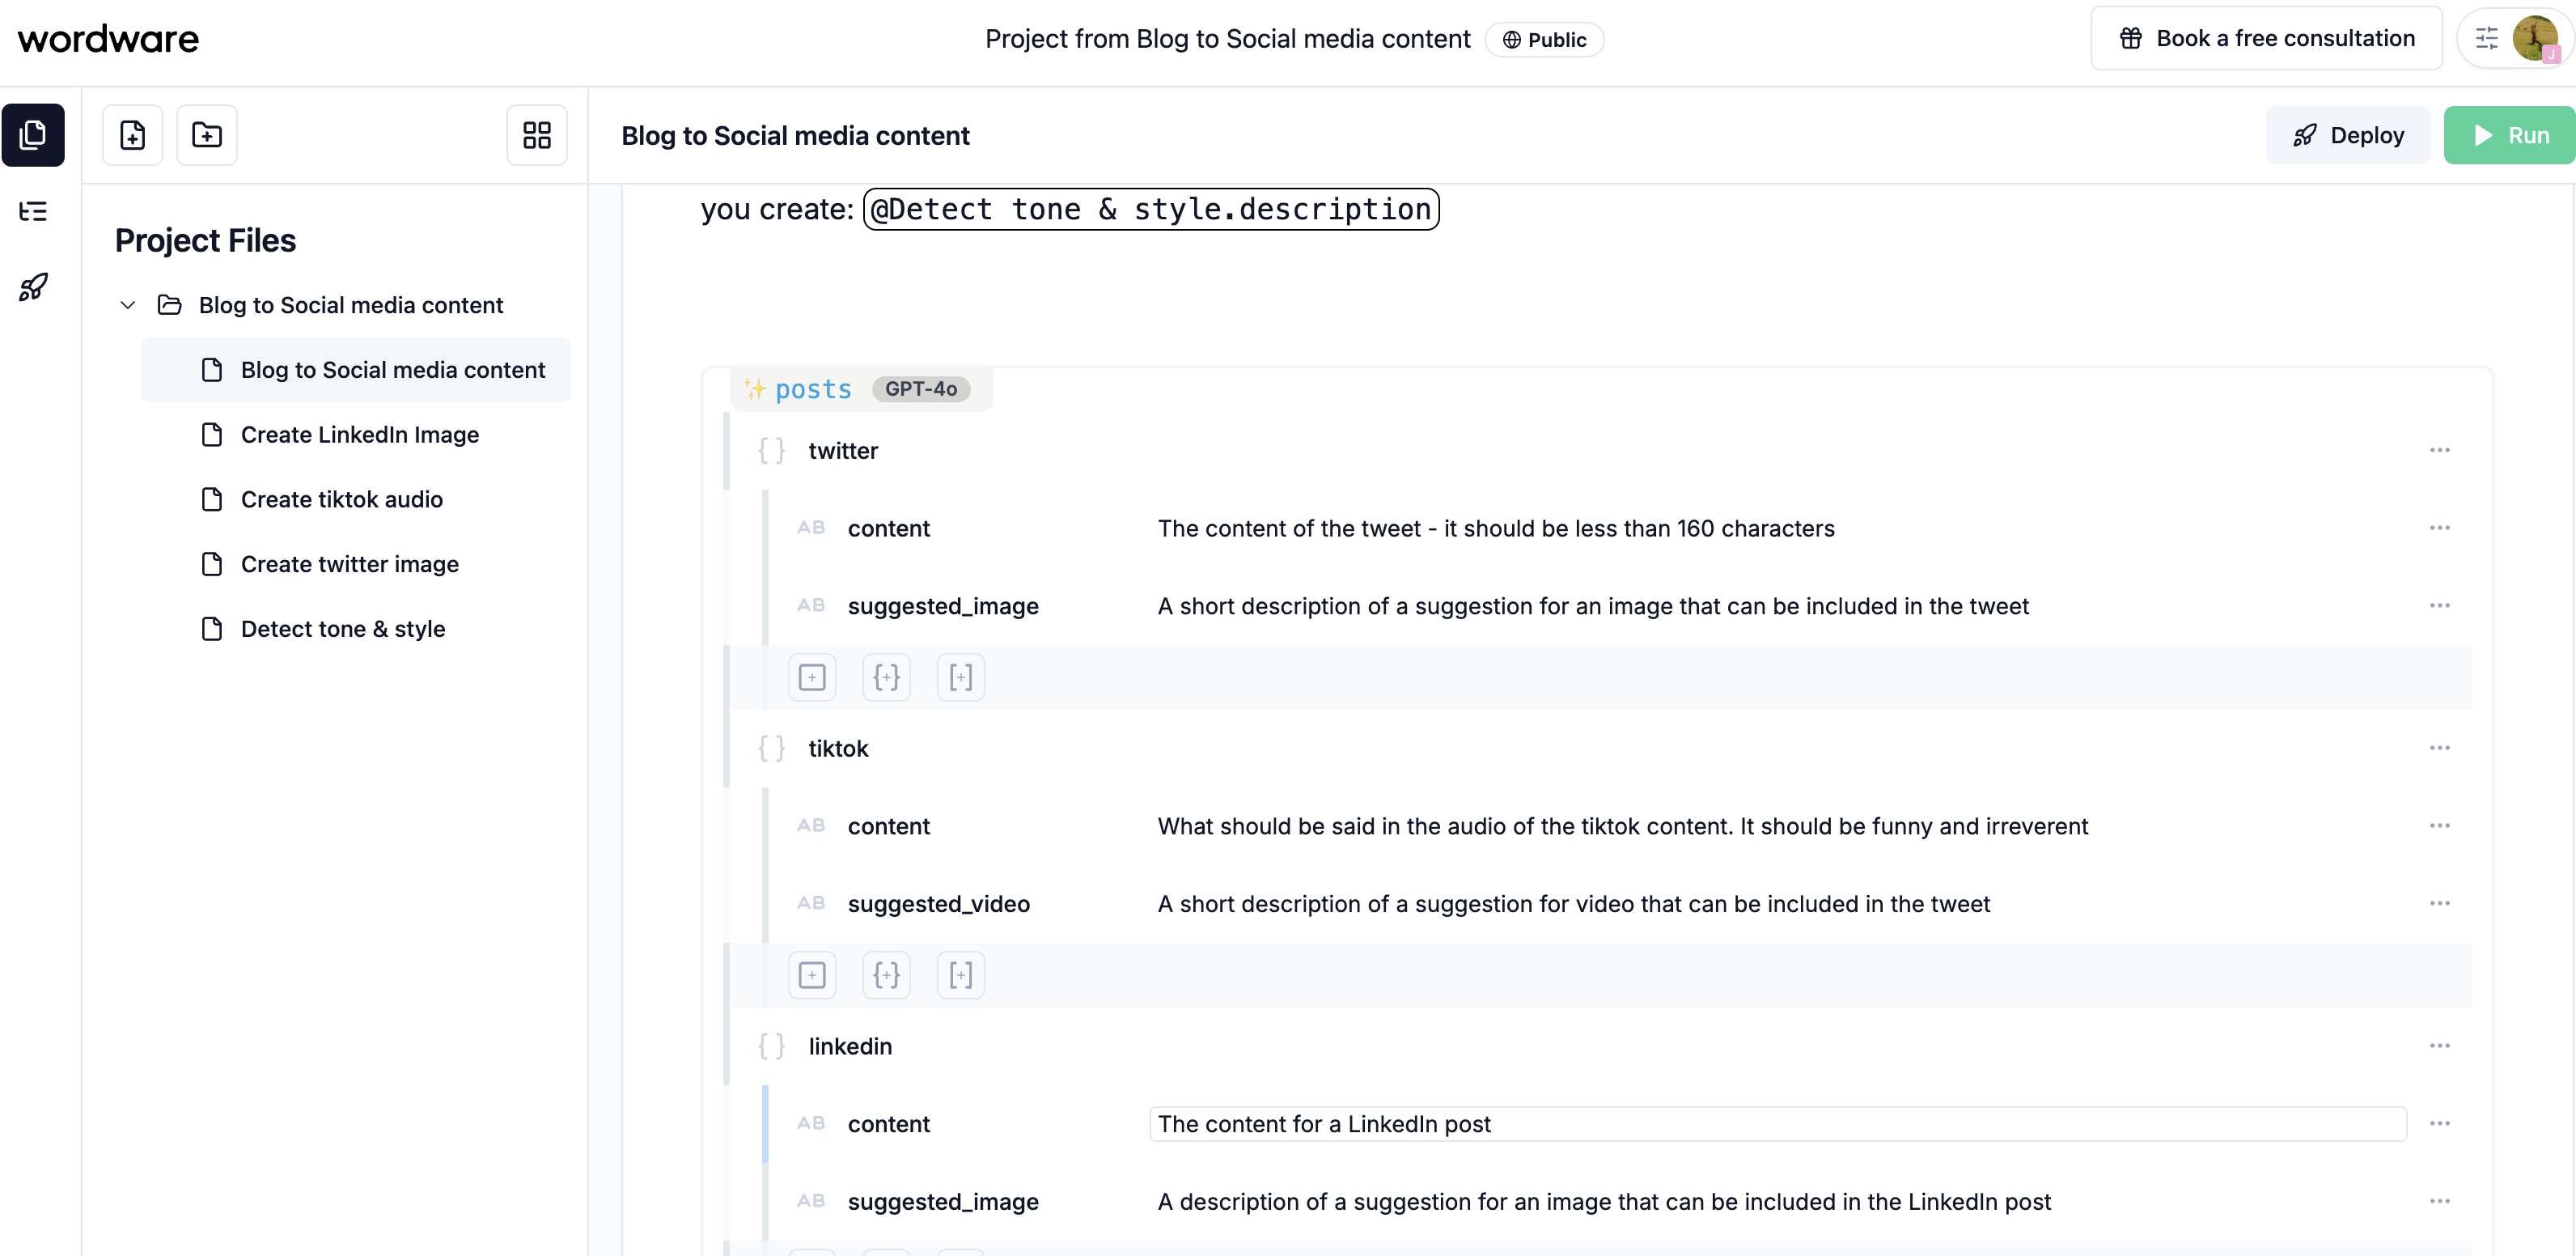 wordware
Project from Blog to Social media content
Public
Book a free consultation
J
Blog to Social media content
Deploy
Run
Project Files
Blog to Social media content
Blog to Social media content
Create LinkedIn Image
Create tiktok audio
Create twitter image
Detect tone & style
you create: @Detect tone & style.description
posts GPT-4o
{ } twitter
AB content The content of the tweet - it should be less than 160 characters
AB suggested_image A short description of a suggestion for an image that can be included in the tweet
{+} [+]
{ } tiktok
AB content What should be said in the audio of the tiktok content. It should be funny and irreverent
AB suggested_video A short description of a suggestion for video that can be included in the tweet
{+} [+]
{ } linkedin
AB content The content for a LinkedIn post
AB suggested_image A description of a suggestion for an image that can be included in the LinkedIn post